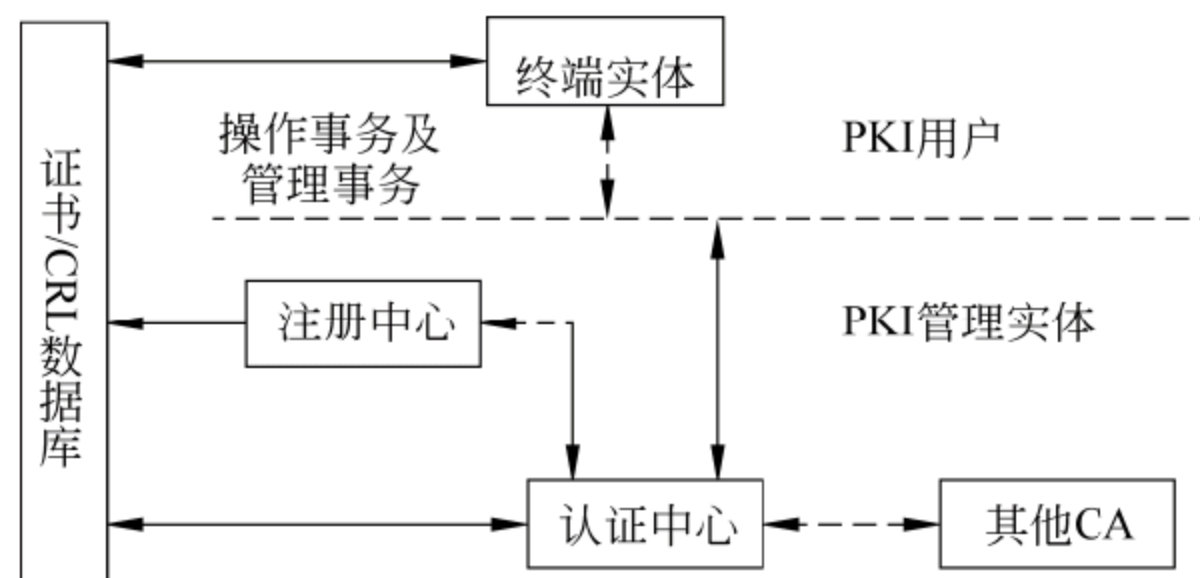 证书/CRL数据库
终端实体
操作事务及
管理事务
PKI用户
注册中心
PKI管理实体
认证中心
其他CA